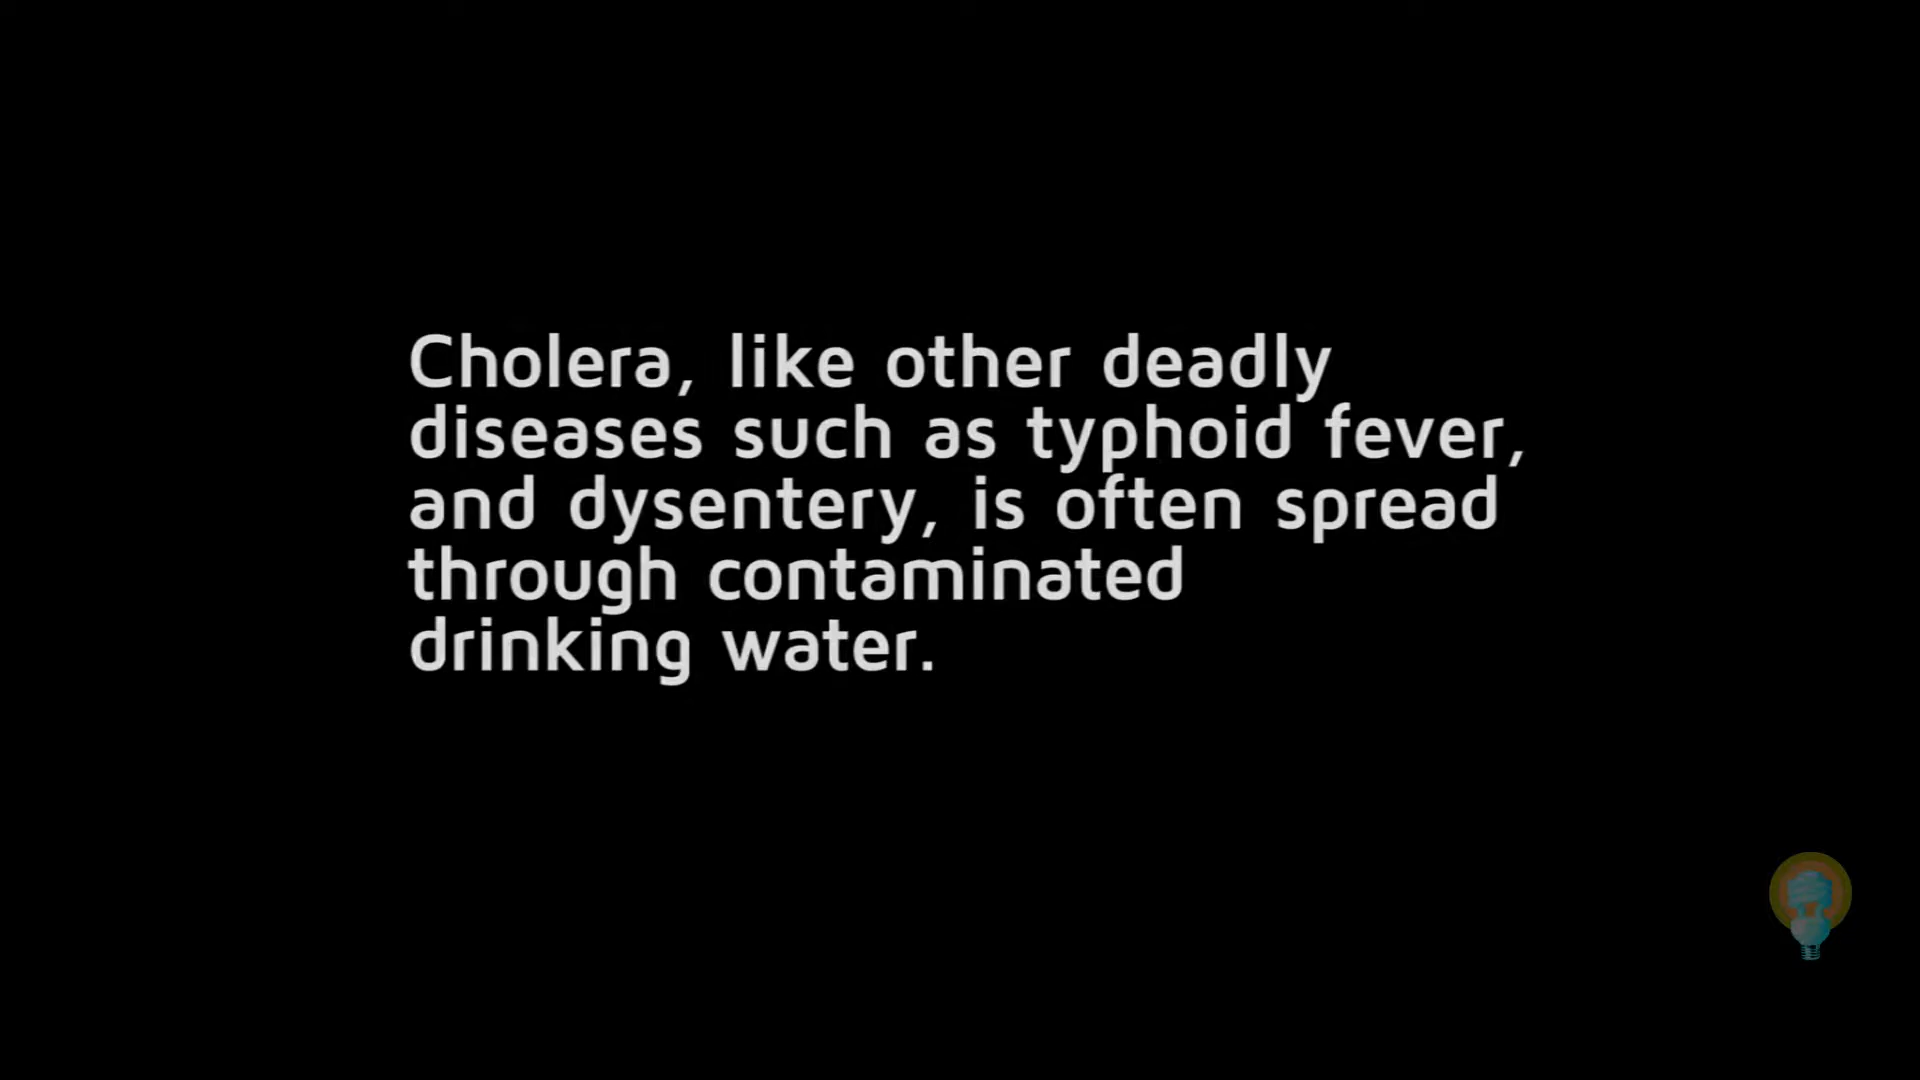 Cholera, like other deadly
diseases such as typhoid fever,
and dysentery, is often spread
through contaminated
drinking water.